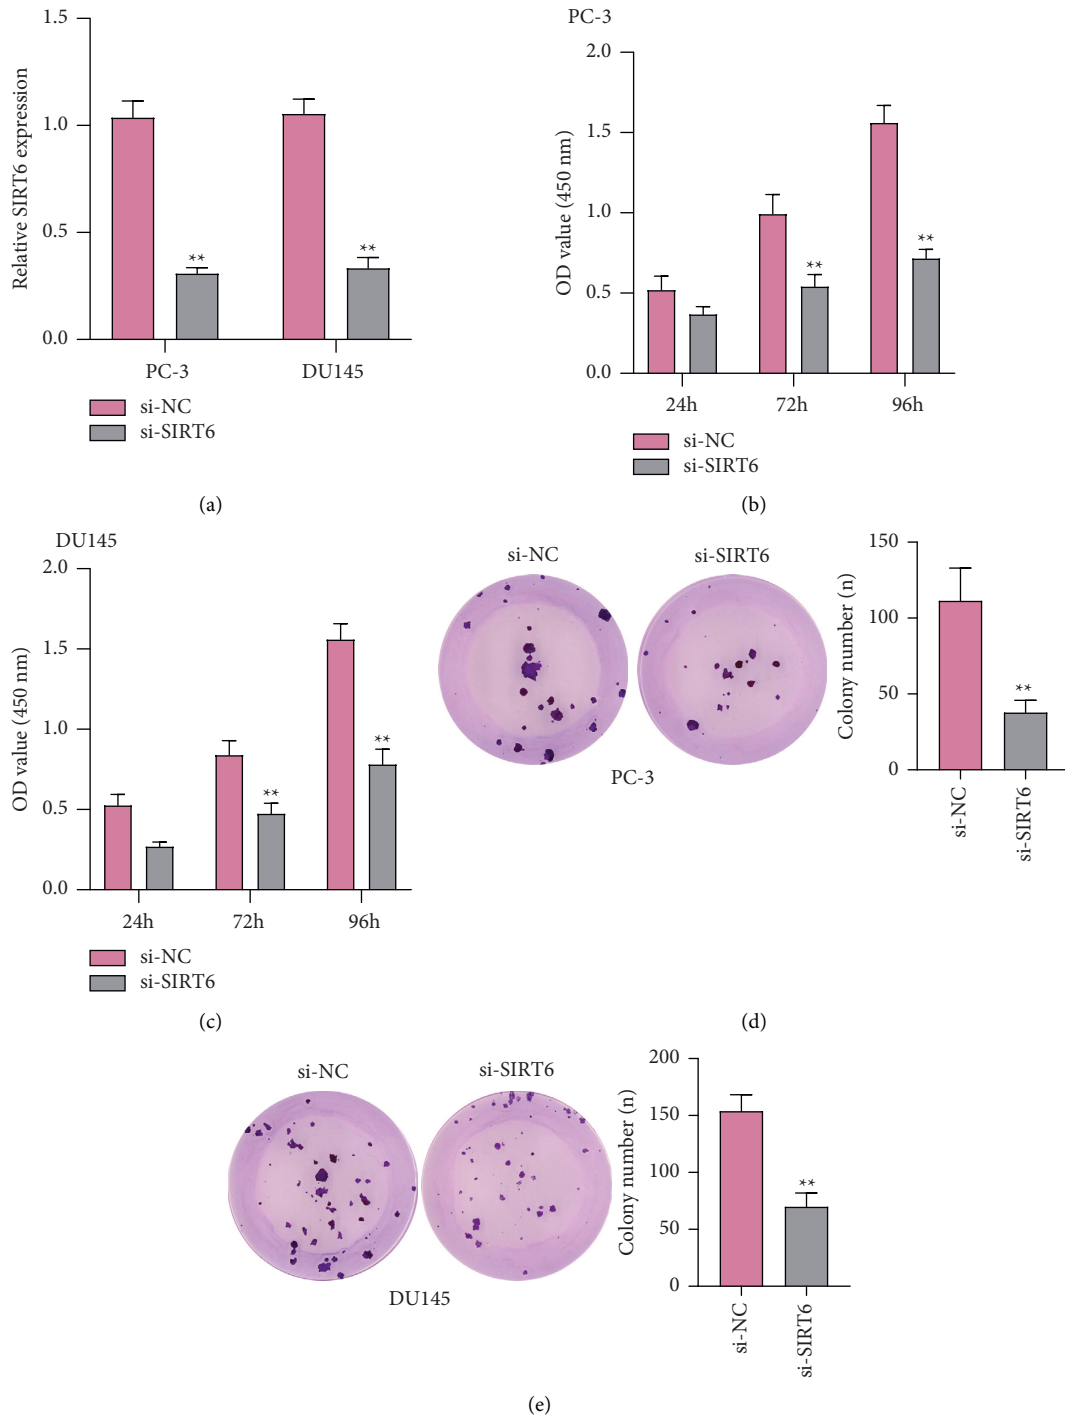 1.5
1.0
0.5
0.0
Relative SIRT6 expression
**
**
PC-3
DU145
si-NC
si-SIRT6
(a)
PC-3
2.0
1.5
1.0
0.5
0.0
OD value (450 nm)
**
**
24h
72h
96h
si-NC
si-SIRT6
(b)
DU145
2.0
1.5
1.0
0.5
0.0
OD value (450 nm)
**
**
24h
72h
96h
si-NC
si-SIRT6
(c)
si-NC
si-SIRT6
PC-3
150
100
50
0
Colony number (n)
**
si-NC
si-SIRT6
(d)
si-NC
si-SIRT6
DU145
200
150
100
50
0
Colony number (n)
**
si-NC
si-SIRT6
(e)